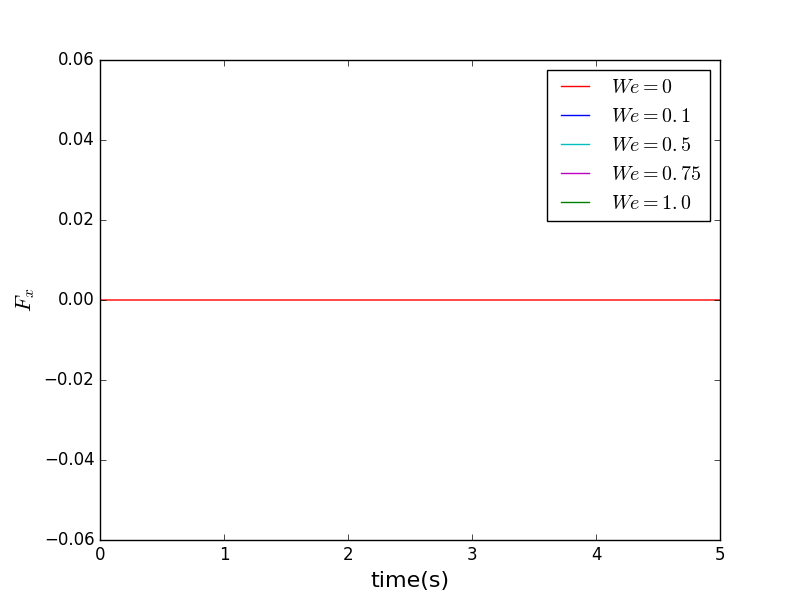 0.06
0.04
0.02
0.00
−0.02
−0.04
−0.06
F_x
We = 0
We = 0.1
We = 0.5
We = 0.75
We = 1.0
0 1 2 3 4 5
time(s)